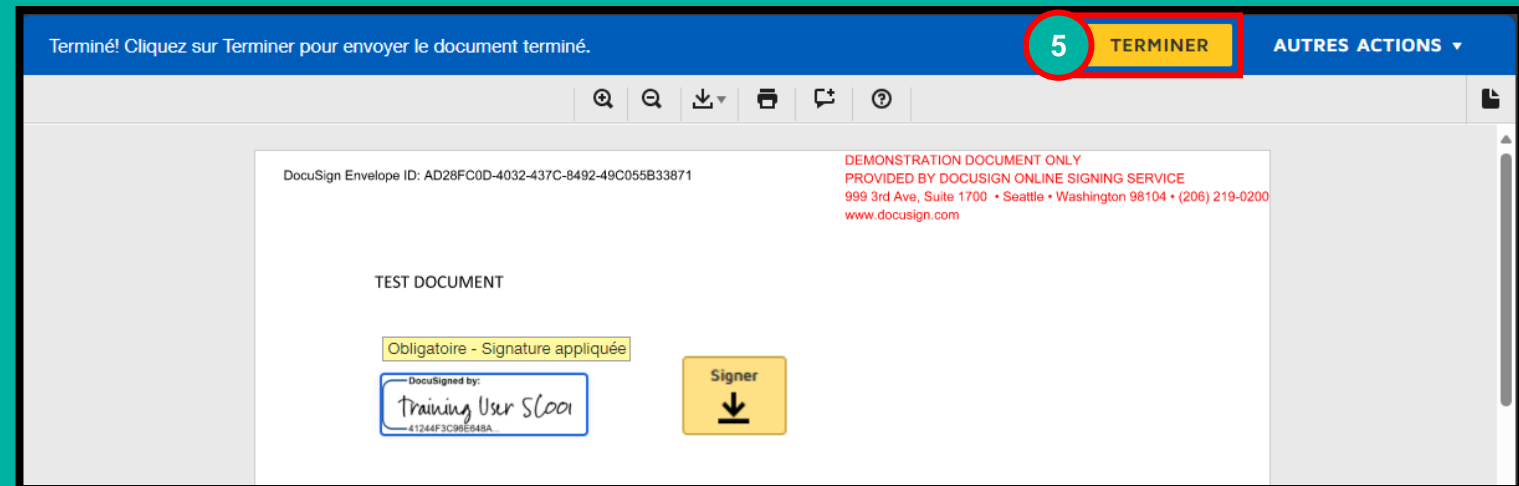 Terminé! Cliquez sur Terminer pour envoyer le document terminé.
5
TERMINER
AUTRES ACTIONS
DocuSign Envelope ID: AD28FC0D-4032-437C-8492-49C055B33871
DEMONSTRATION DOCUMENT ONLY
PROVIDED BY DOCUSIGN ONLINE SIGNING SERVICE
999 3rd Ave, Suite 1700 • Seattle • Washington 98104 • (206) 219-0200
www.docusign.com
TEST DOCUMENT
Obligatoire - Signature appliquée
DocuSigned by:
Training User SC001
41244F3C96E648A...
Signer